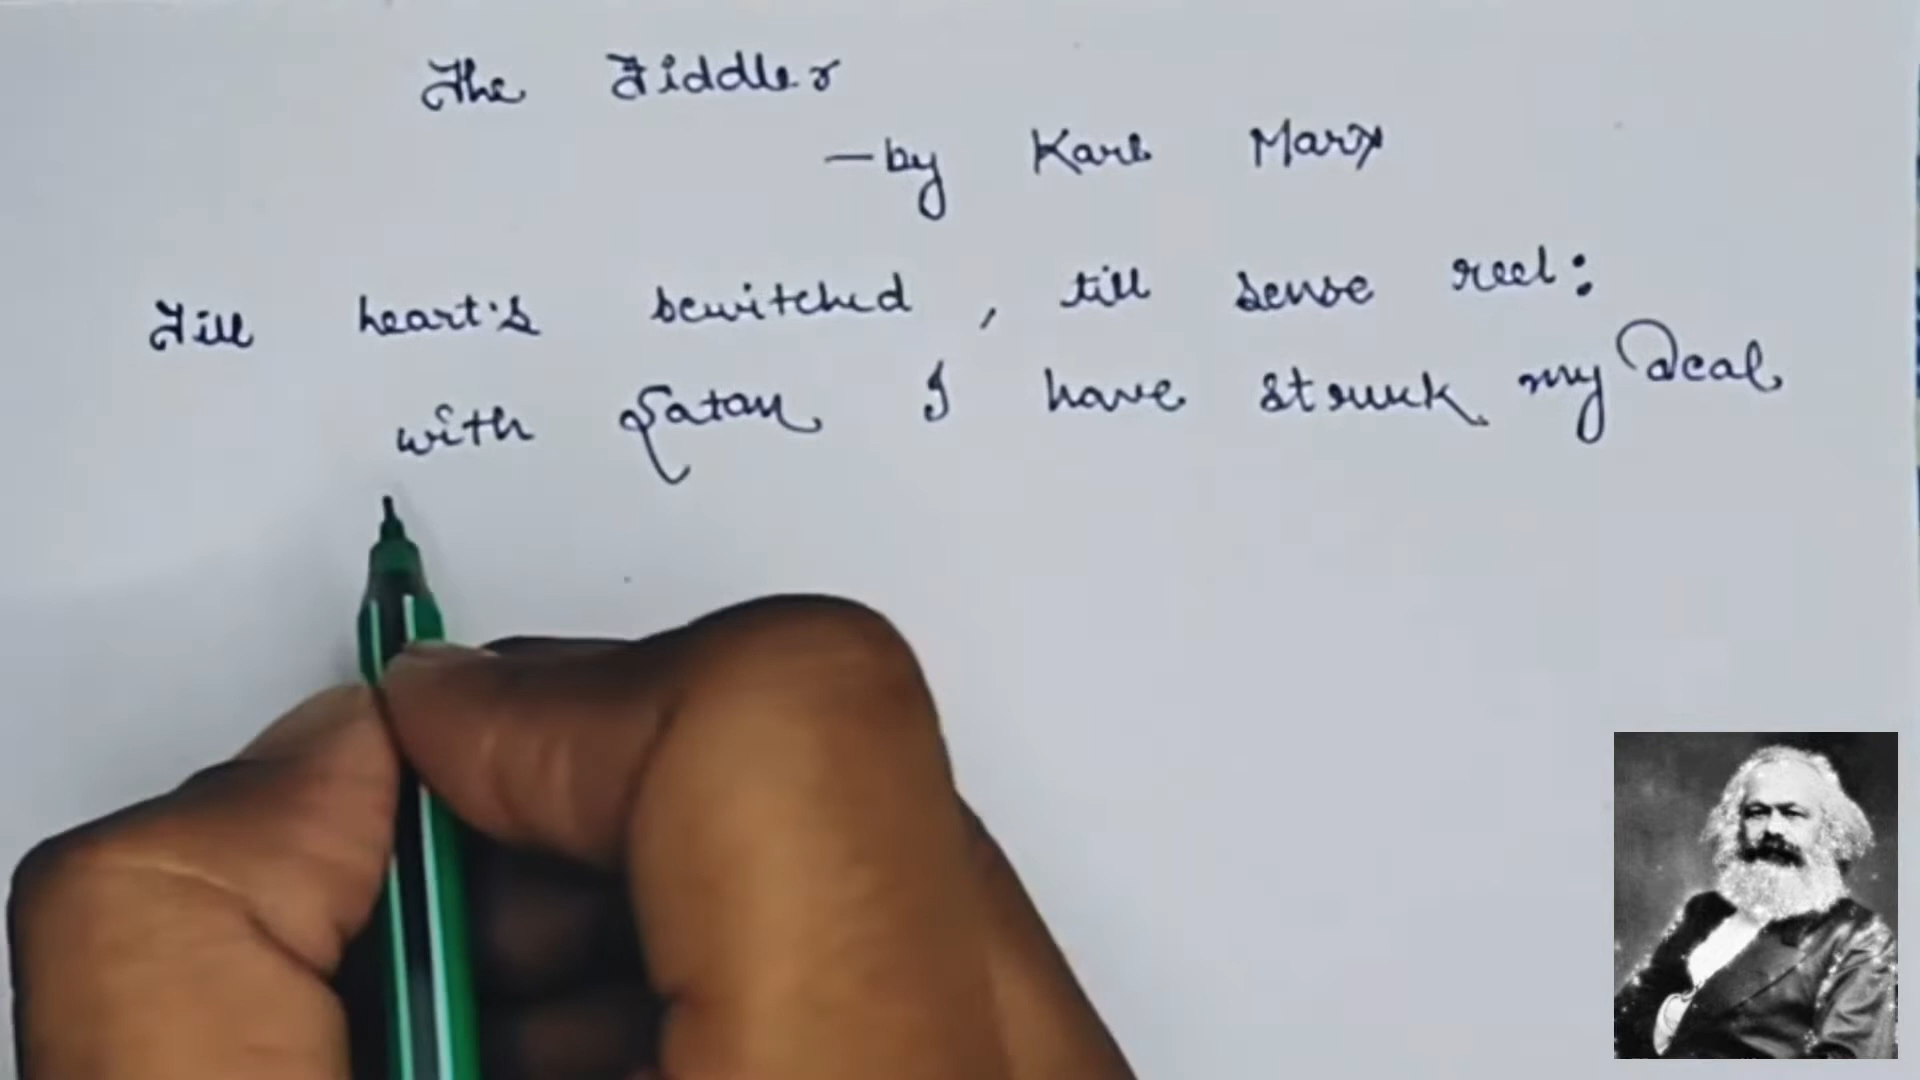 The Fiddler
- by Karl Marx
Till heart's bewitched, till sense reel:
with Satan I have struck my deal